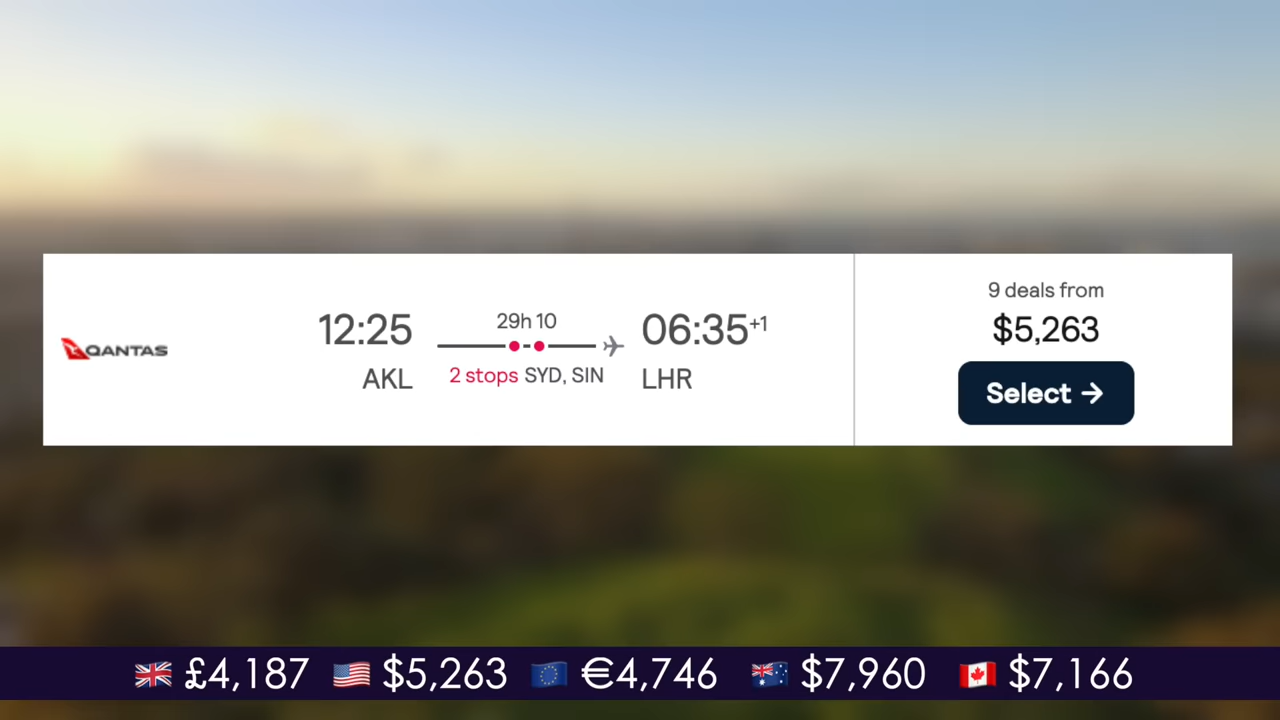 QANTAS
12:25
AKL
29h 10
2 stops SYD, SIN
06:35+1
LHR
9 deals from
$5,263
Select →
£4,187 $5,263 €4,746 $7,960 $7,166